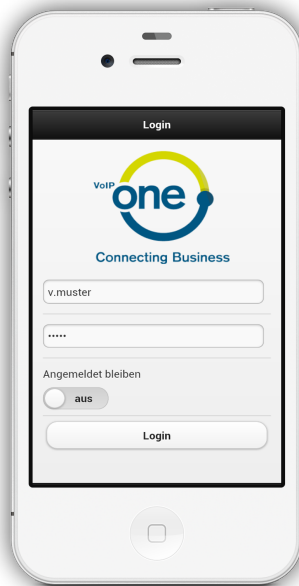 Login
VoIP
one
Connecting Business
v.muster
•••••
Angemeldet bleiben
aus
Login